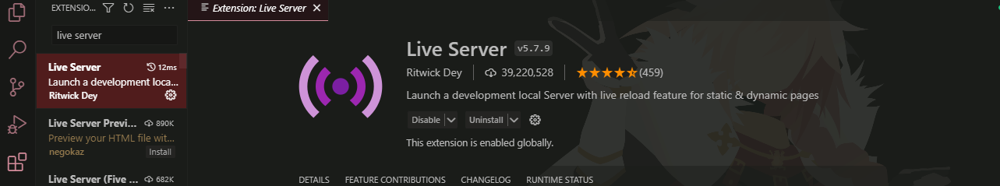 EXTENSIO...
Extension: Live Server
live server
Live Server 12ms
Launch a development loca...
Ritwick Dey
Live Server Previ... 890K
Preview your HTML file wit...
negokaz Install
Live Server (Five ... 682K
Live Server v5.7.9
Ritwick Dey 39,220,528 (459)
Launch a development local Server with live reload feature for static & dynamic pages
Disable Uninstall
This extension is enabled globally.
DETAILS FEATURE CONTRIBUTIONS CHANGELOG RUNTIME STATUS